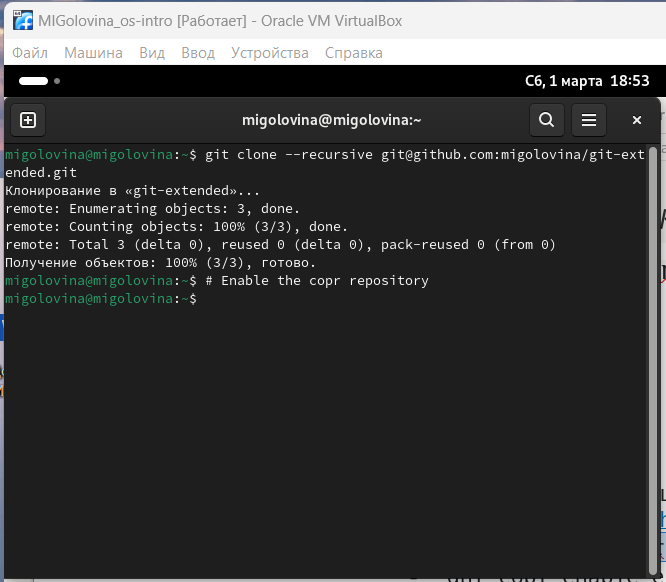 MIGolovina_os-intro [Работает] - Oracle VM VirtualBox
Файл Машина Вид Ввод Устройства Справка
Сб, 1 марта 18:53
migolovina@migolovina:~
migolovina@migolovina:~$ git clone --recursive git@github.com:migolovina/git-ext
ended.git
Клонирование в «git-extended»...
remote: Enumerating objects: 3, done.
remote: Counting objects: 100% (3/3), done.
remote: Total 3 (delta 0), reused 0 (delta 0), pack-reused 0 (from 0)
Получение объектов: 100% (3/3), готово.
migolovina@migolovina:~$ # Enable the copr repository
migolovina@migolovina:~$